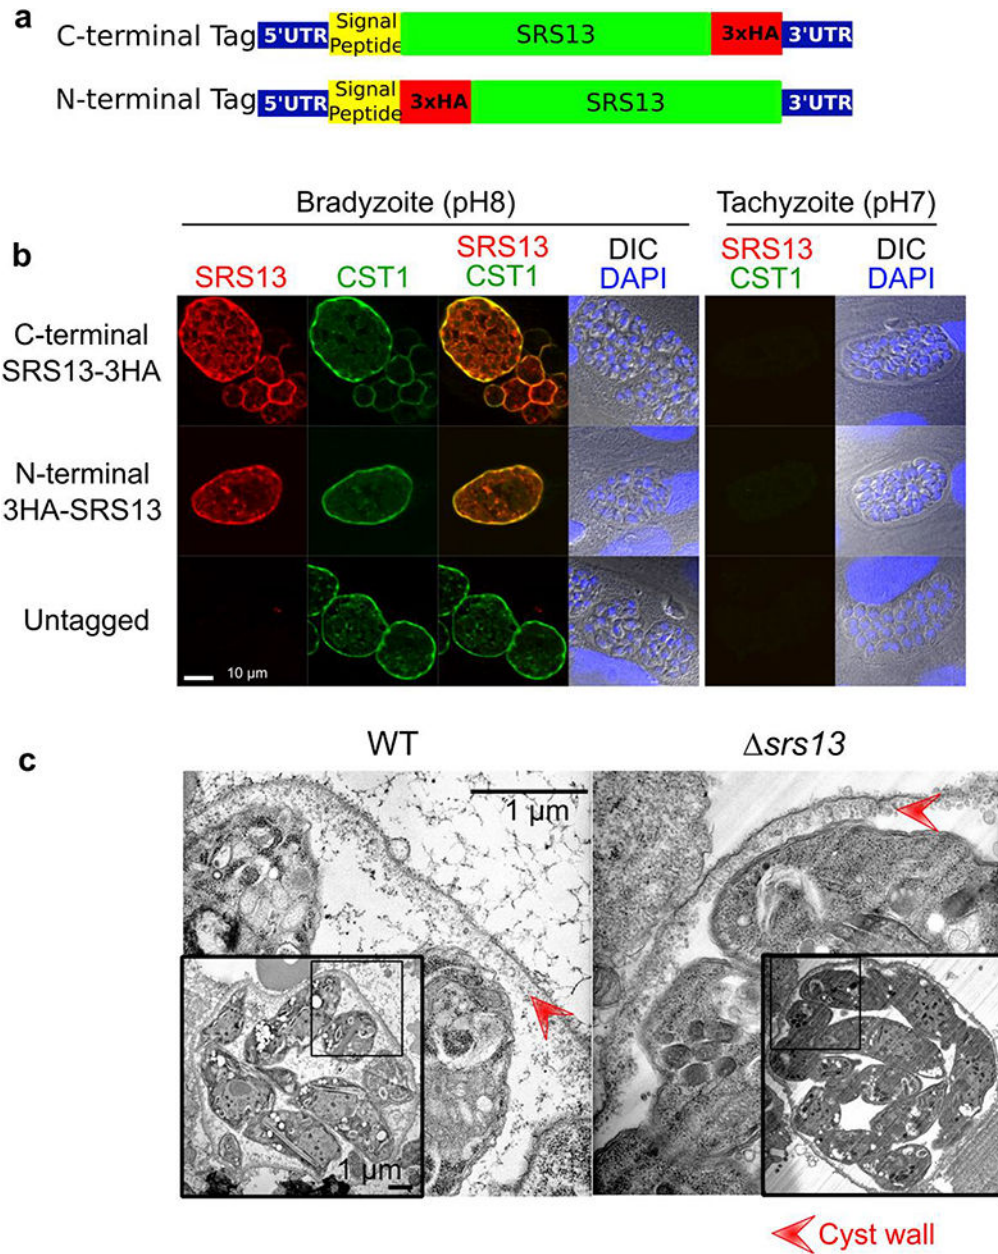 a
C-terminal Tag 5'UTR Signal Peptide SRS13 3xHA 3'UTR
N-terminal Tag 5'UTR Signal Peptide 3xHA SRS13 3'UTR
b
Bradyzoite (pH8) Tachyzoite (pH7)
SRS13 DIC SRS13 DIC
SRS13 CST1 CST1 DAPI CST1 DAPI
C-terminal
SRS13-3HA
N-terminal
3HA-SRS13
Untagged
10 µm
c
WT Δsrs13
1 µm
1 µm
Cyst wall